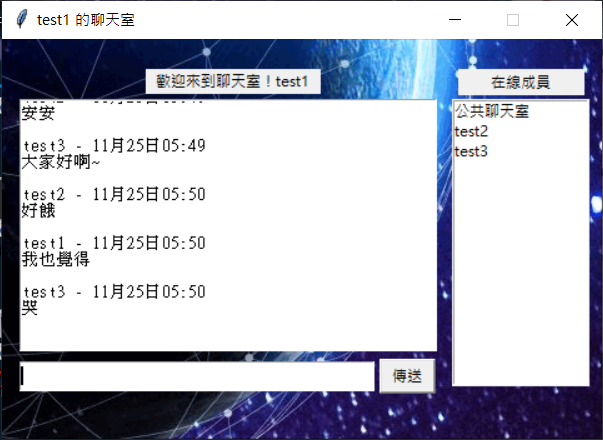 test1 的聊天室
歡迎來到聊天室！test1
在線成員
安安
test3 - 11月25日05:49
大家好啊~
test2 - 11月25日05:50
好餓
test1 - 11月25日05:50
我也覺得
test3 - 11月25日05:50
哭
公共聊天室
test2
test3
傳送